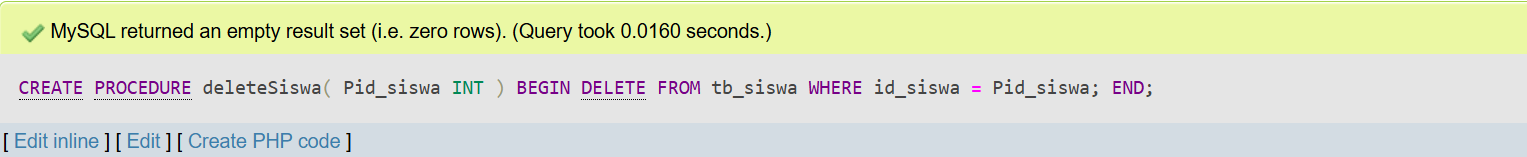 MySQL returned an empty result set (i.e. zero rows). (Query took 0.0160 seconds.)
CREATE PROCEDURE deleteSiswa( Pid_siswa INT ) BEGIN DELETE FROM tb_siswa WHERE id_siswa = Pid_siswa; END;
[ Edit inline ] [ Edit ] [ Create PHP code ]